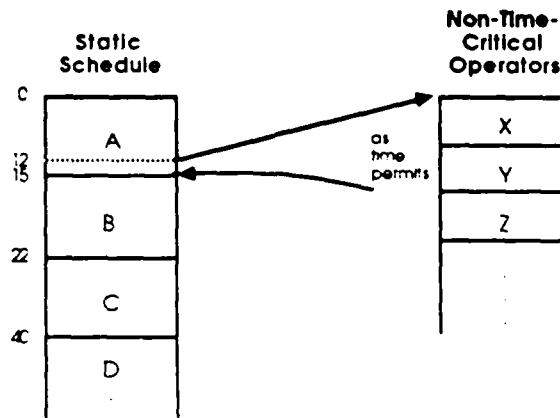 Static
Schedule
Non-Time-
Critical
Operators
0
A
12
15
B
22
C
40
D
as
time
permits
X
Y
Z